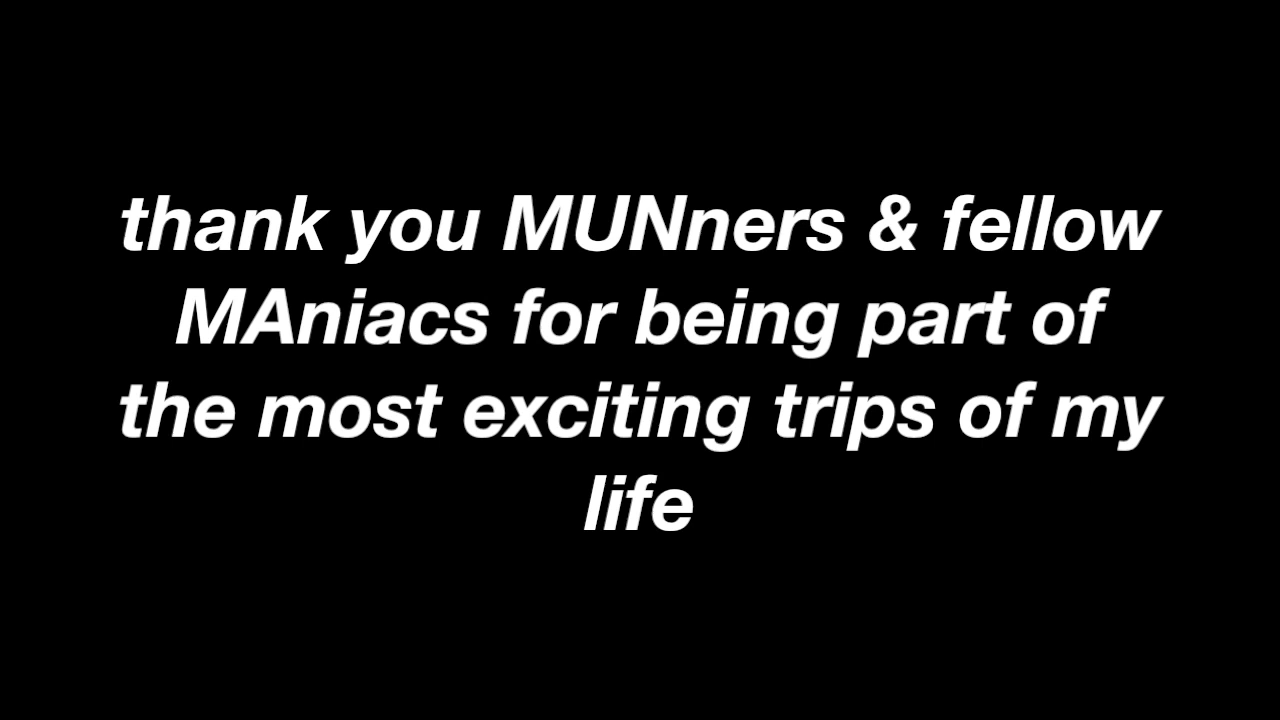 thank you MUNners & fellow
MAniacs for being part of
the most exciting trips of my
life